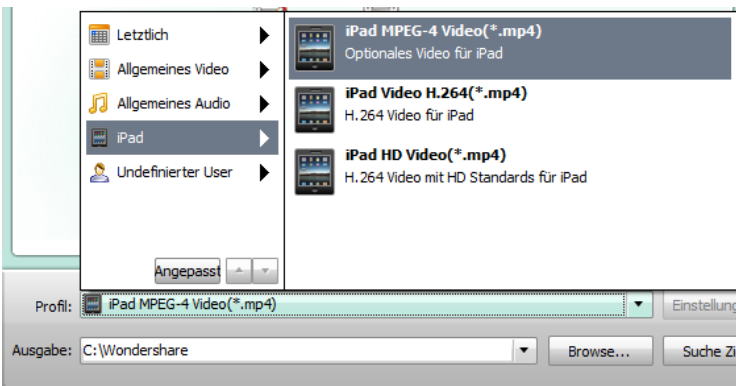 Letztlich
Allgemeines Video
Allgemeines Audio
iPad
Undefinierter User
Angepasst
iPad MPEG-4 Video(*.mp4)
Optionales Video für iPad
iPad Video H.264(*.mp4)
H.264 Video für iPad
iPad HD Video(*.mp4)
H.264 Video mit HD Standards für iPad
Profil: iPad MPEG-4 Video(*.mp4) Einstellung
Ausgabe: C:\Wondershare Browse... Suche Zi